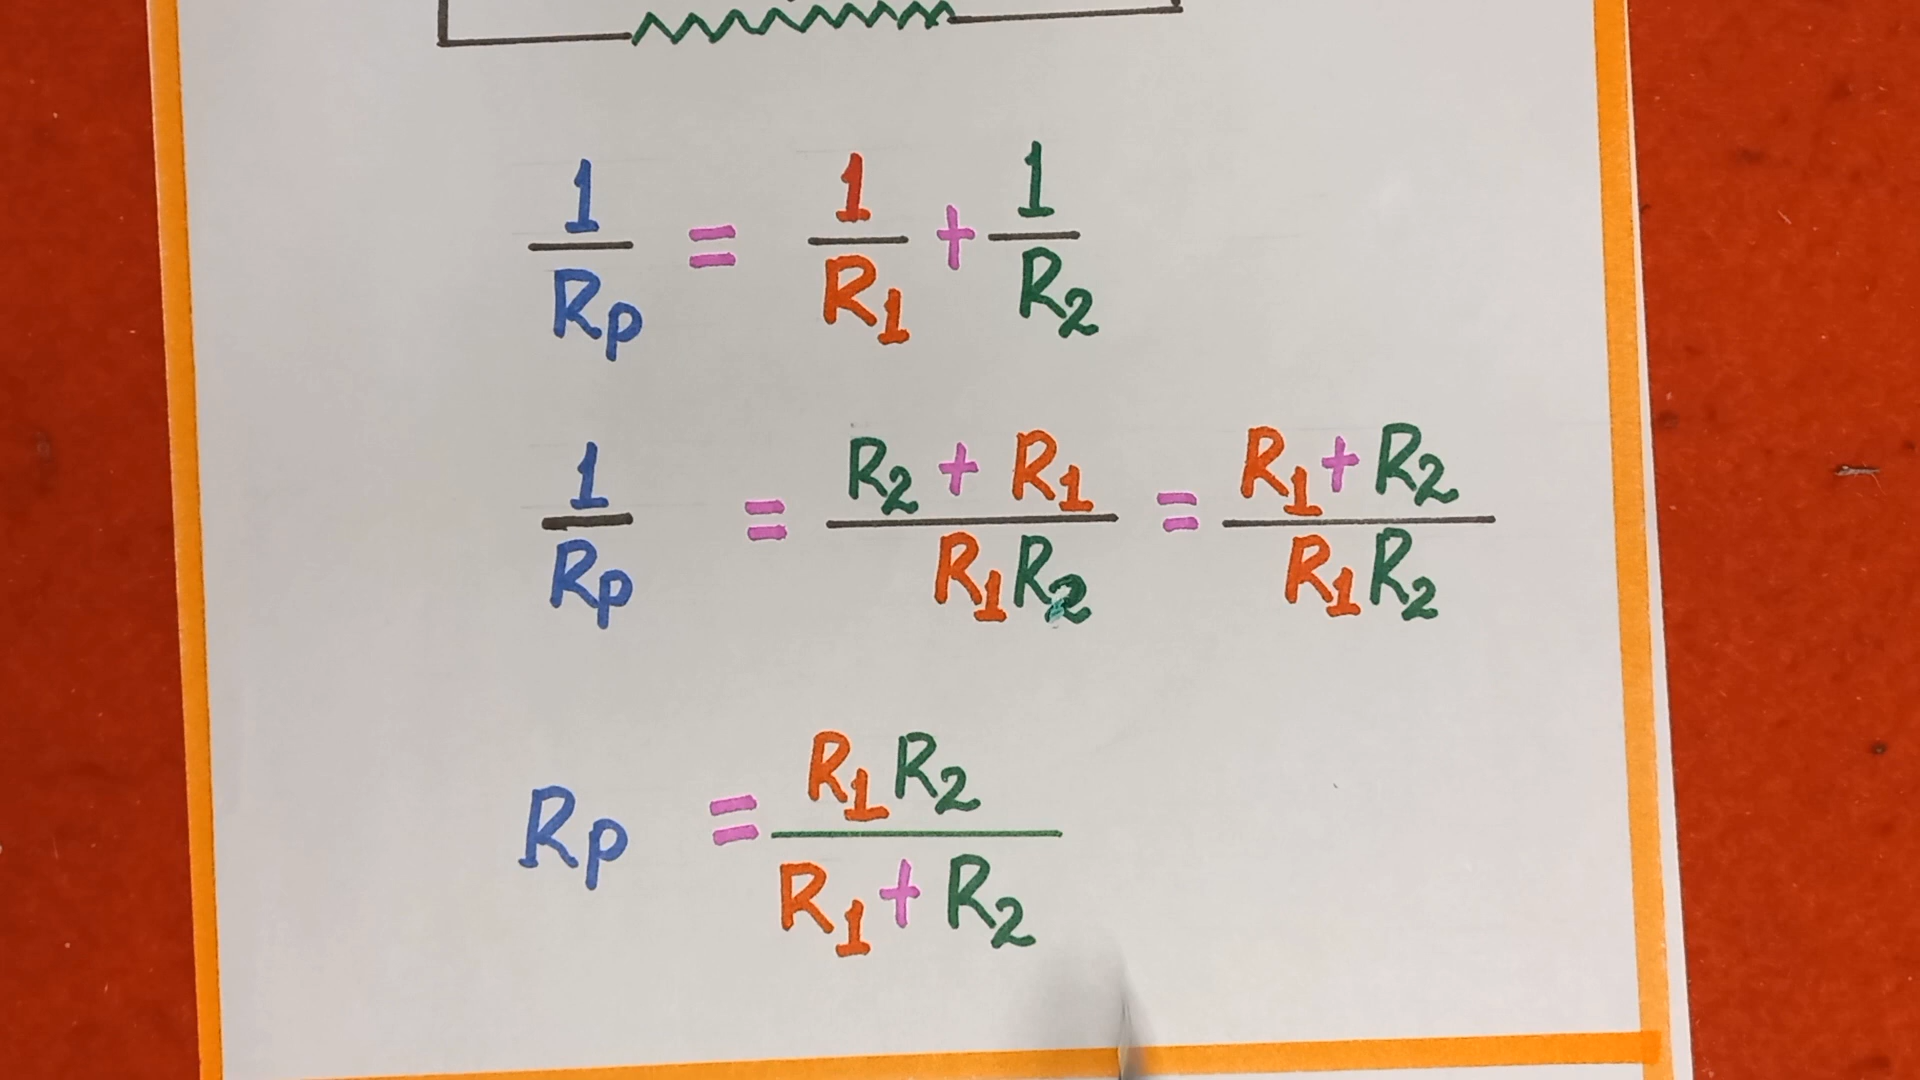 1/Rp = 1/R1 + 1/R2
1/Rp = (R2 + R1)/(R1R2) = (R1+R2)/(R1R2)
Rp = (R1R2)/(R1+R2)